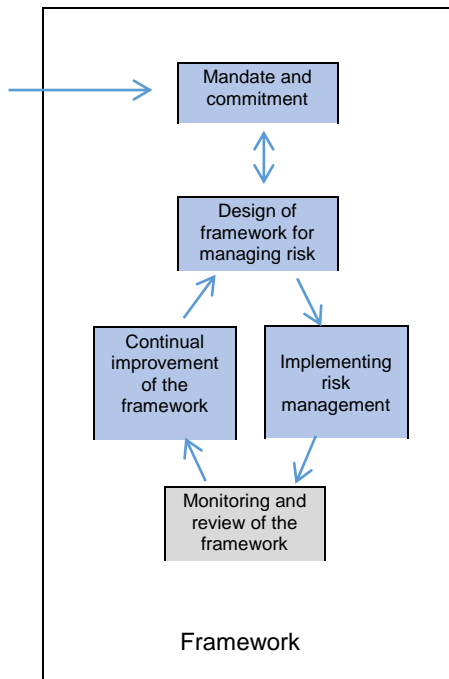 Mandate and
commitment
Design of
framework for
managing risk
Continual
improvement
of the
framework
Implementing
risk
management
Monitoring and
review of the
framework
Framework